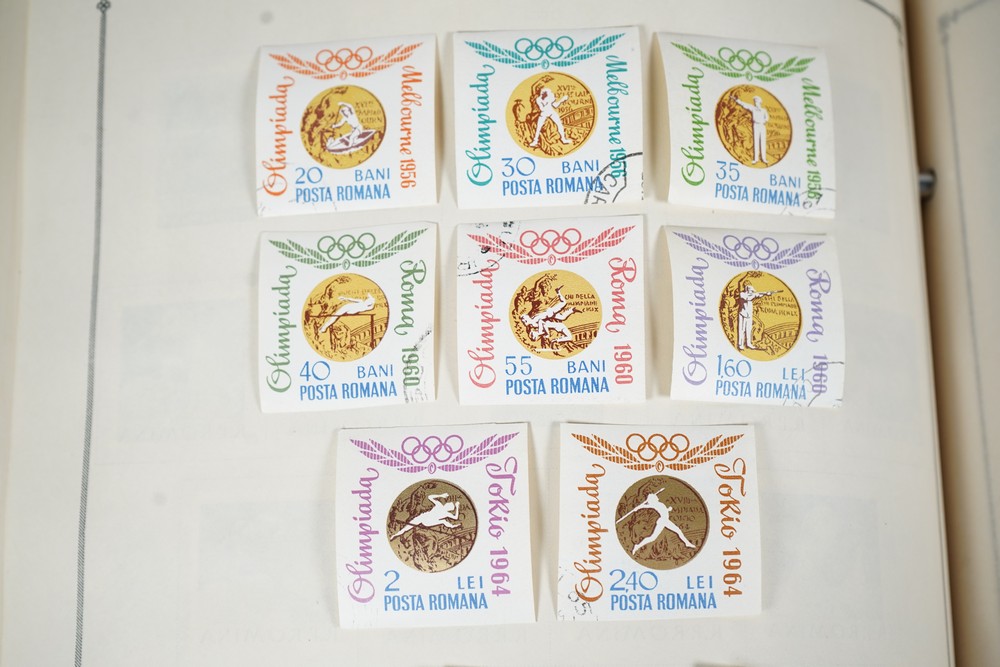 Olimpiada
Melbourne 1956
20 BANI
POSTA ROMANA
Olimpiada
Melbourne 1956
30 BANI
POSTA ROMANA
Olimpiada
Melbourne 1956
35 BANI
POSTA ROMANA
Olimpiada
Roma 1960
40 BANI
POSTA ROMANA
Olimpiada
Roma 1960
55 BANI
POSTA ROMANA
Olimpiada
Roma 1960
1,60 LEI
POSTA ROMANA
Olimpiada
Tokio 1964
2 LEI
POSTA ROMANA
Olimpiada
Tokio 1964
2,40 LEI
POSTA ROMANA